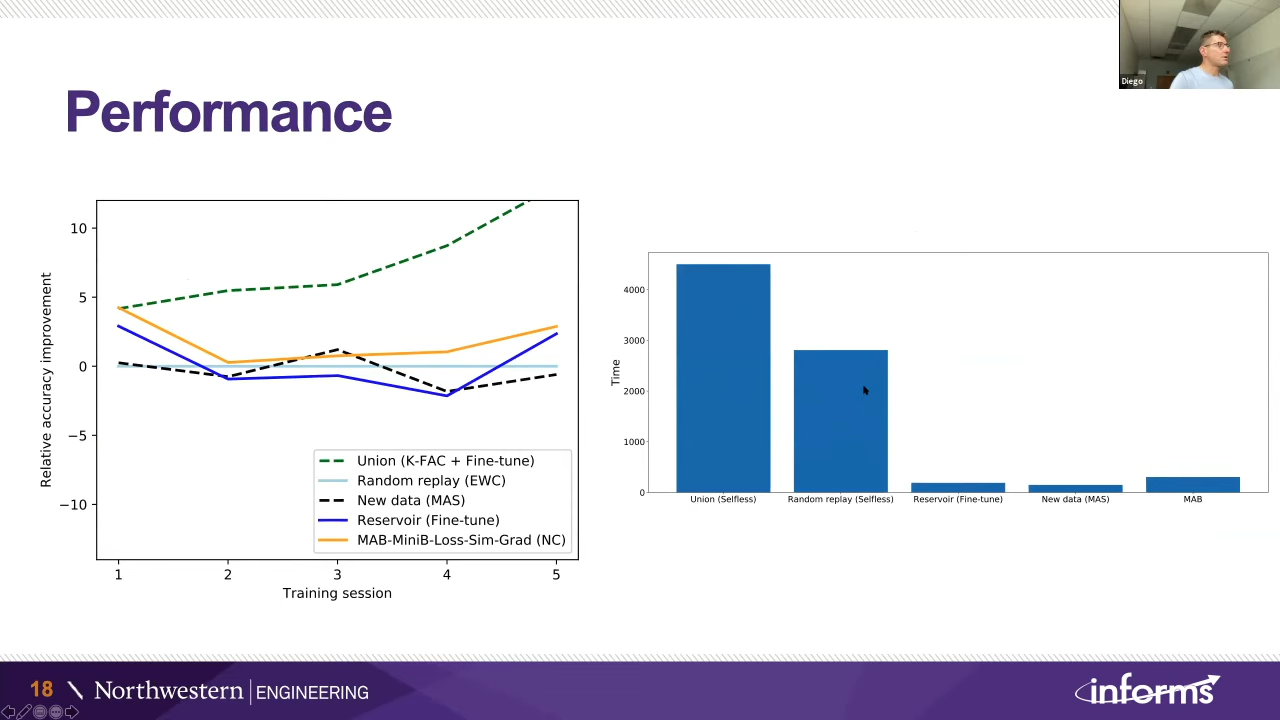 Diego
Performance
10
5
0
−5
−10
Relative accuracy improvement
Union (K-FAC + Fine-tune)
Random replay (EWC)
New data (MAS)
Reservoir (Fine-tune)
MAB-MiniB-Loss-Sim-Grad (NC)
1 2 3 4 5
Training session
4000
3000
2000
1000
0
Time
Union (Selfless) Random replay (Selfless) Reservoir (Fine-tune) New data (MAS) MAB
18 Northwestern ENGINEERING
informs